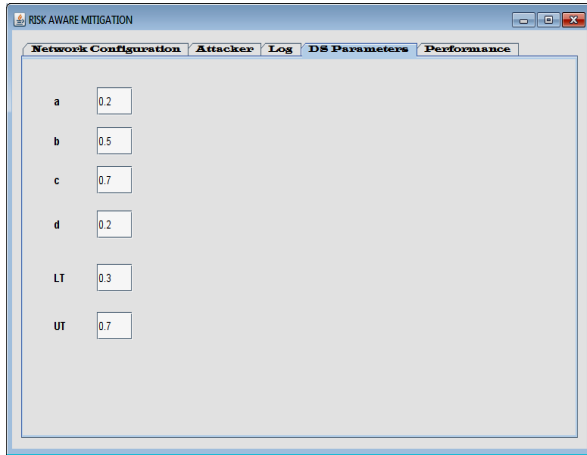 RISK AWARE MITIGATION
Network Configuration Attacker Log DS Parameters Performance
a 0.2
b 0.5
c 0.7
d 0.2
LT 0.3
UT 0.7